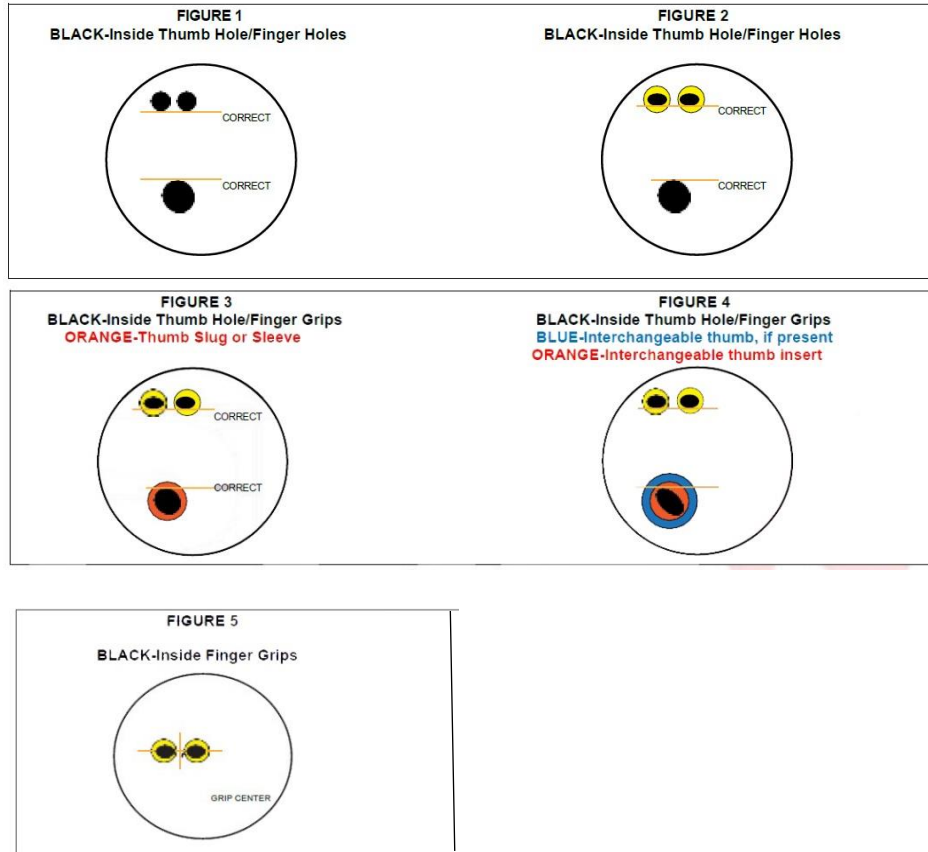 FIGURE 1
BLACK-Inside Thumb Hole/Finger Holes
CORRECT
CORRECT
FIGURE 2
BLACK-Inside Thumb Hole/Finger Holes
CORRECT
CORRECT
FIGURE 3
BLACK-Inside Thumb Hole/Finger Grips
ORANGE-Thumb Slug or Sleeve
CORRECT
CORRECT
FIGURE 4
BLACK-Inside Thumb Hole/Finger Grips
BLUE-Interchangeable thumb, if present
ORANGE-Interchangeable thumb insert
FIGURE 5
BLACK-Inside Finger Grips
GRIP CENTER